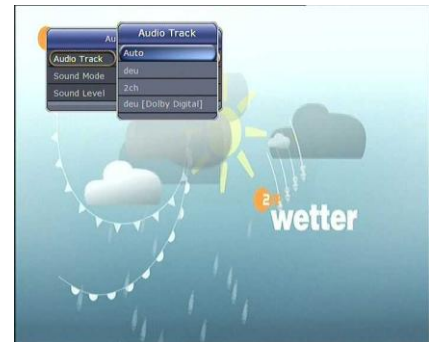 Au
Audio Track
Sound Mode
Sound Level
Audio Track
Auto
deu
2ch
deu [Dolby Digital]
2
wetter